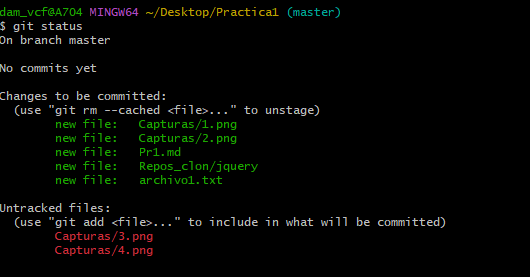 dam_vcf@A704 MINGW64 ~/Desktop/Practica1 (master)
$ git status
On branch master
No commits yet
Changes to be committed:
(use "git rm --cached <file>..." to unstage)
new file: Capturas/1.png
new file: Capturas/2.png
new file: Pr1.md
new file: Repos_clon/jquery
new file: archivo1.txt
Untracked files:
(use "git add <file>..." to include in what will be committed)
Capturas/3.png
Capturas/4.png